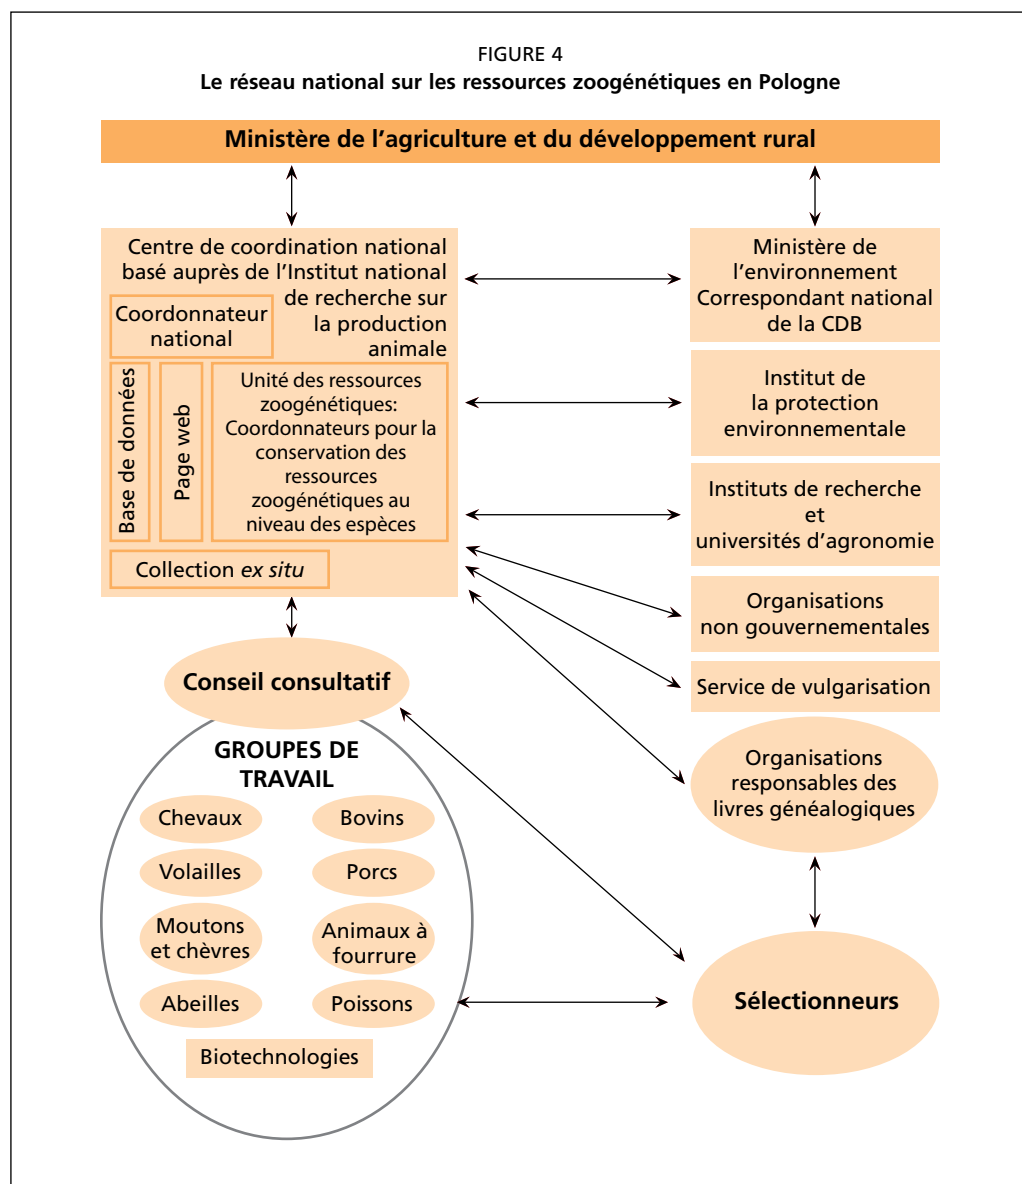 FIGURE 4
Le réseau national sur les ressources zoogénétiques en Pologne
Ministère de l’agriculture et du développement rural
Centre de coordination national
basé auprès de l’Institut national
de recherche sur
la production
animale
Coordonnateur
national
Base de données
Page web
Unité des ressources
zoogénétiques:
Coordonnateurs pour la
conservation des
ressources
zoogénétiques au
niveau des espèces
Collection ex situ
Ministère de
l’environnement
Correspondant national
de la CDB
Institut de
la protection
environnementale
Instituts de recherche
et
universités d’agronomie
Organisations
non gouvernementales
Service de vulgarisation
Organisations
responsables des
livres généalogiques
Sélectionneurs
Conseil consultatif
GROUPES DE
TRAVAIL
Chevaux
Bovins
Volailles
Porcs
Moutons
et chèvres
Animaux à
fourrure
Abeilles
Poissons
Biotechnologies